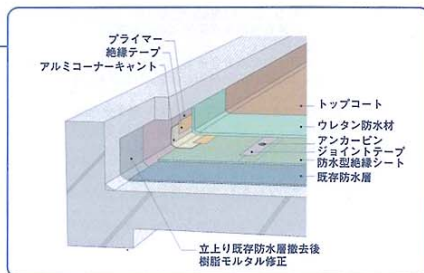 プライマー
絶縁テープ
アルミコーナーキャント
トップコート
ウレタン防水材
アンカーピン
ジョイントテープ
防水型絶縁シート
既存防水層
立上り既存防水層撤去後
樹脂モルタル修正